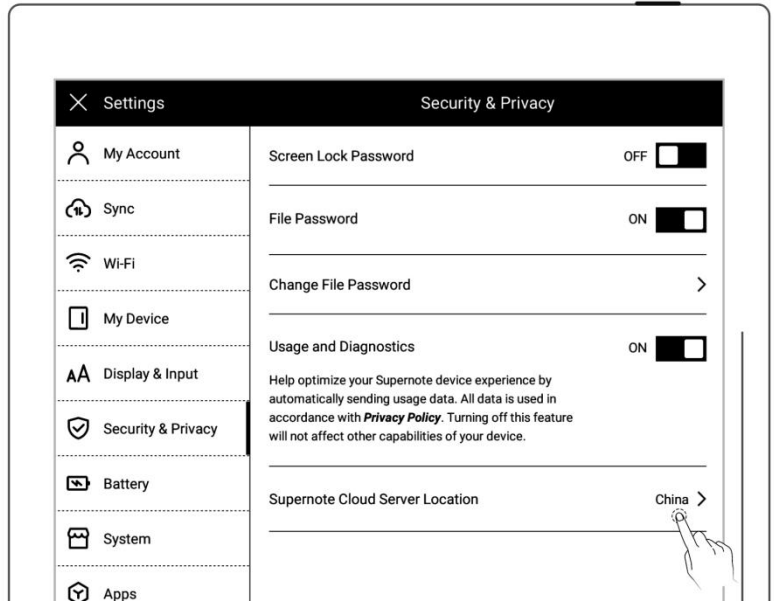 Settings
Security & Privacy
My Account
Sync
Wi-Fi
My Device
AA Display & Input
Security & Privacy
Battery
System
Apps
Screen Lock Password OFF
File Password ON
Change File Password
Usage and Diagnostics ON
Help optimize your Supernote device experience by
automatically sending usage data. All data is used in
accordance with Privacy Policy. Turning off this feature
will not affect other capabilities of your device.
Supernote Cloud Server Location China